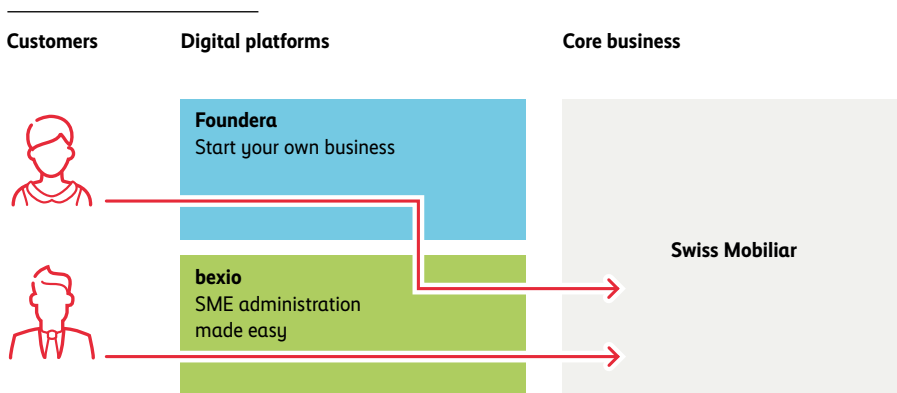 Customers
Digital platforms
Core business
Foundera
Start your own business
bexio
SME administration
made easy
Swiss Mobiliar